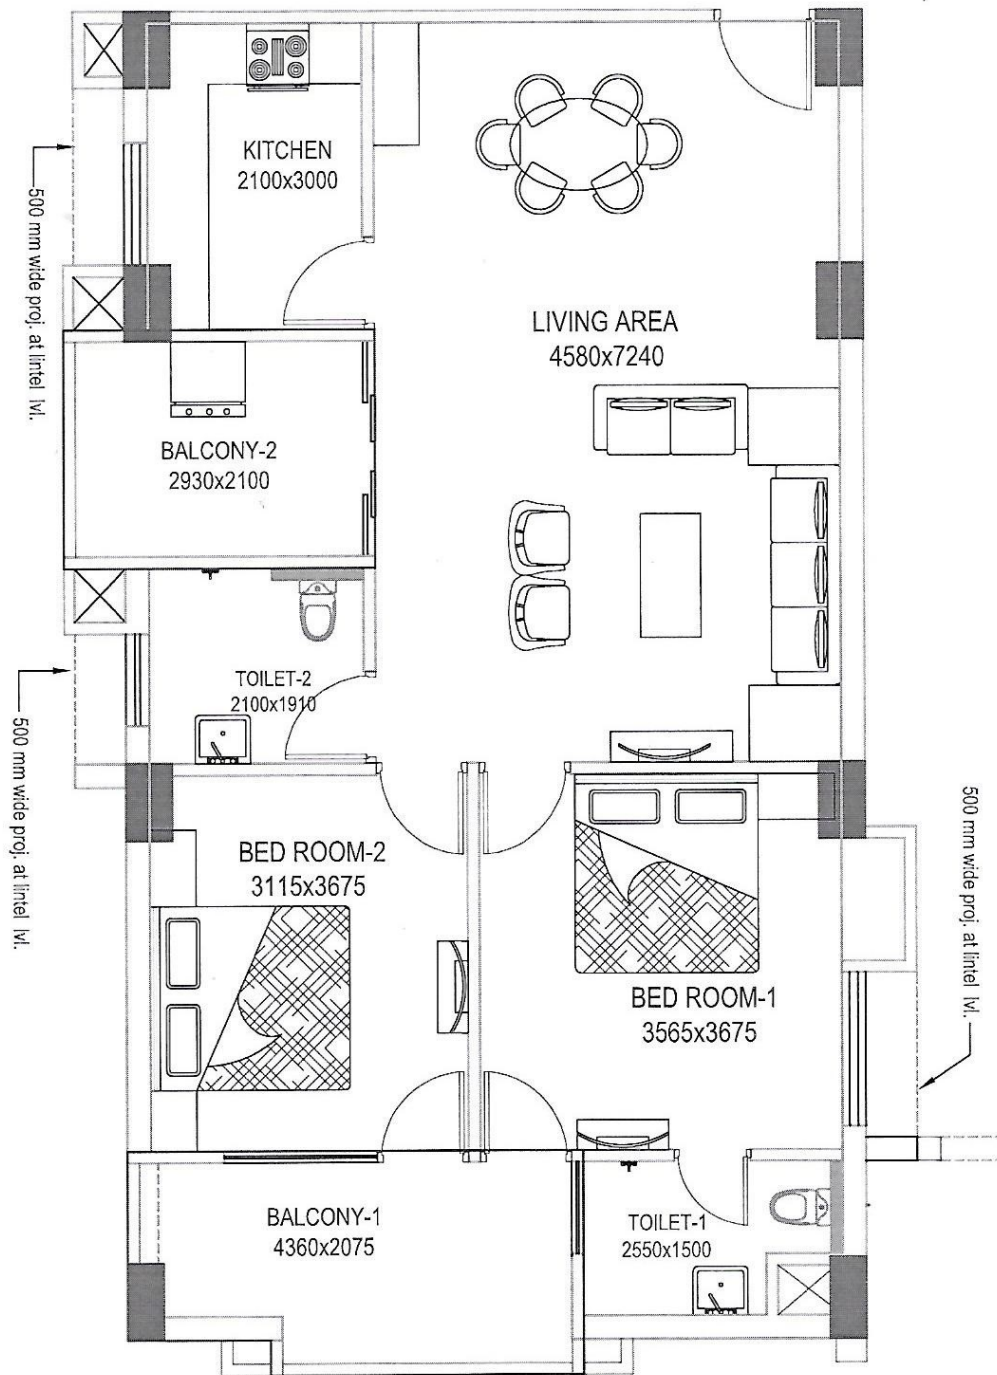 KITCHEN
2100x3000
500 mm wide proj. at lintel lvl.
LIVING AREA
4580x7240
BALCONY-2
2930x2100
TOILET-2
2100x1910
500 mm wide proj. at lintel lvl.
BED ROOM-2
3115x3675
500 mm wide proj. at lintel lvl.
BED ROOM-1
3565x3675
BALCONY-1
4360x2075
TOILET-1
2550x1500